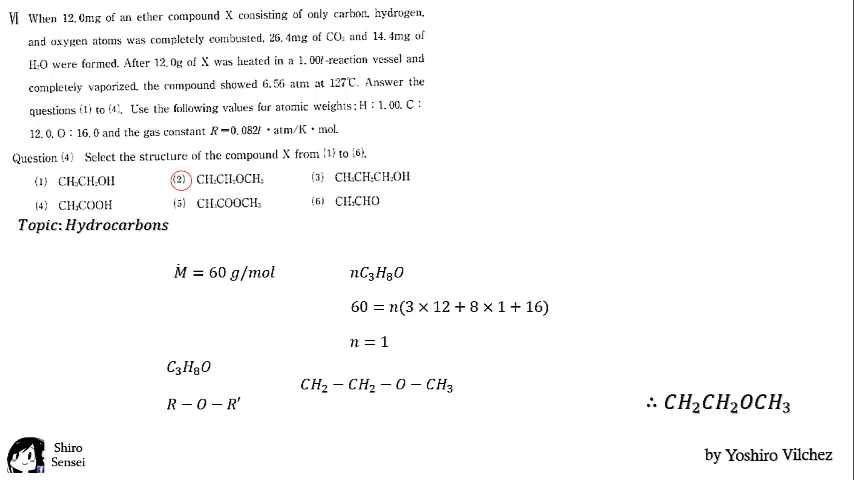 VI When 12.0mg of an ether compound X consisting of only carbon, hydrogen,
and oxygen atoms was completely combusted, 26.4mg of CO₂ and 14.4mg of
H₂O were formed. After 12.0g of X was heated in a 1.00ℓ-reaction vessel and
completely vaporized, the compound showed 6.56 atm at 127℃. Answer the
questions (1) to (4). Use the following values for atomic weights; H : 1.00, C :
12.0, O : 16.0 and the gas constant R=0.082ℓ・atm/K・mol.
Question (4) Select the structure of the compound X from (1) to (6).
(1) CH₃CH₂OH (2) CH₃CH₂OCH₃ (3) CH₃CH₂CH₂OH
(4) CH₃COOH (5) CH₃COOCH₃ (6) CH₃CHO
Topic: Hydrocarbons
Ṁ = 60 g/mol nC₃H₈O
60 = n(3 × 12 + 8 × 1 + 16)
n = 1
C₃H₈O
CH₂ − CH₂ − O − CH₃
R − O − R′
∴ CH₂CH₂OCH₃
Shiro
Sensei
by Yoshiro Vilchez